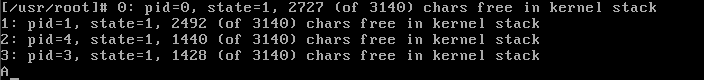 [/usr/root]# 0: pid=0, state=1, 2727 (of 3140) chars free in kernel stack
1: pid=1, state=1, 2492 (of 3140) chars free in kernel stack
2: pid=4, state=1, 1440 (of 3140) chars free in kernel stack
3: pid=3, state=1, 1428 (of 3140) chars free in kernel stack
A